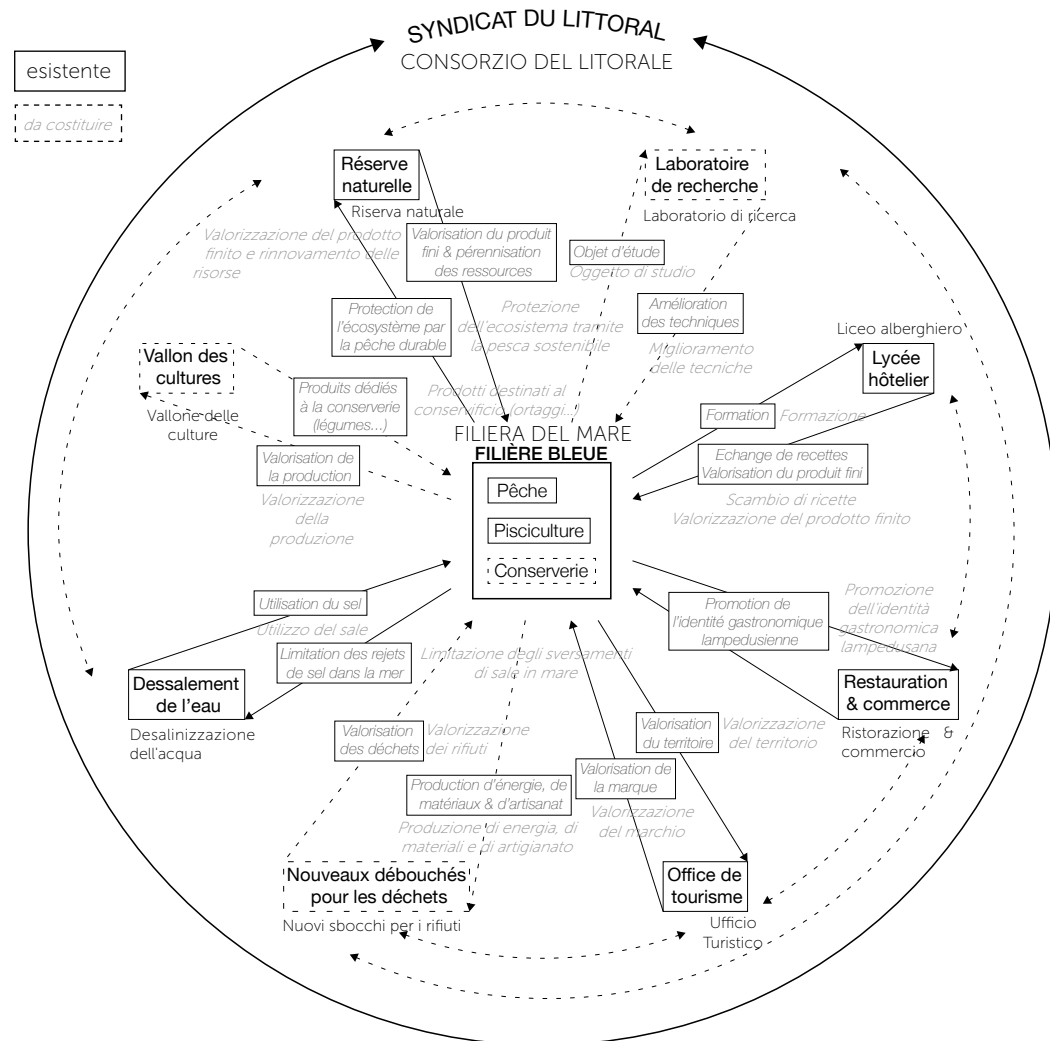 SYNDICAT DU LITTORAL
CONSORZIO DEL LITORALE
esistente
da costituire
Réserve
naturelle
Riserva naturale
Laboratoire
de recherche
Laboratorio di ricerca
Valorizzazione del prodotto
finito e rinnovamento delle
risorse
Valorisation du produit
fini & pérennisation
des ressources
Objet d'étude
Oggetto di studio
Protection de
l'écosystème par
la pêche durable
Protezione
dell'ecosistema tramite
la pesca sostenibile
Amélioration
des techniques
Miglioramento
delle tecniche
Liceo alberghiero
Lycée
hôtelier
Vallon des
cultures
Vallone delle
culture
Produits dédiés
à la conserverie
(légumes...)
Prodotti destinati al
conservificio (ortaggi...)
Formation
Formazione
FILIERA DEL MARE
FILIÈRE BLEUE
Valorisation de
la production
Valorizzazione
della
produzione
Echange de recettes
Valorisation du produit fini
Scambio di ricette
Valorizzazione del prodotto finito
Pêche
Pisciculture
Conserverie
Utilisation du sel
Utilizzo del sale
Limitation des rejets
de sel dans la mer
Limitazione degli sversamenti
di sale in mare
Promotion de
l'identité gastronomique
lampedusienne
Promozione
dell'identità
gastronomica
lampedusana
Dessalement
de l'eau
Desalinizzazione
dell'acqua
Restauration
& commerce
Ristorazione &
commercio
Valorisation
des déchets
Valorizzazione
dei rifiuti
Valorisation
du territoire
Valorizzazione
del territorio
Production d'énergie, de
matériaux & d'artisanat
Produzione di energia, di
materiali e di artigianato
Valorisation de
la marque
Valorizzazione
del marchio
Nouveaux débouchés
pour les déchets
Nuovi sbocchi per i rifiuti
Office de
tourisme
Ufficio
Turistico